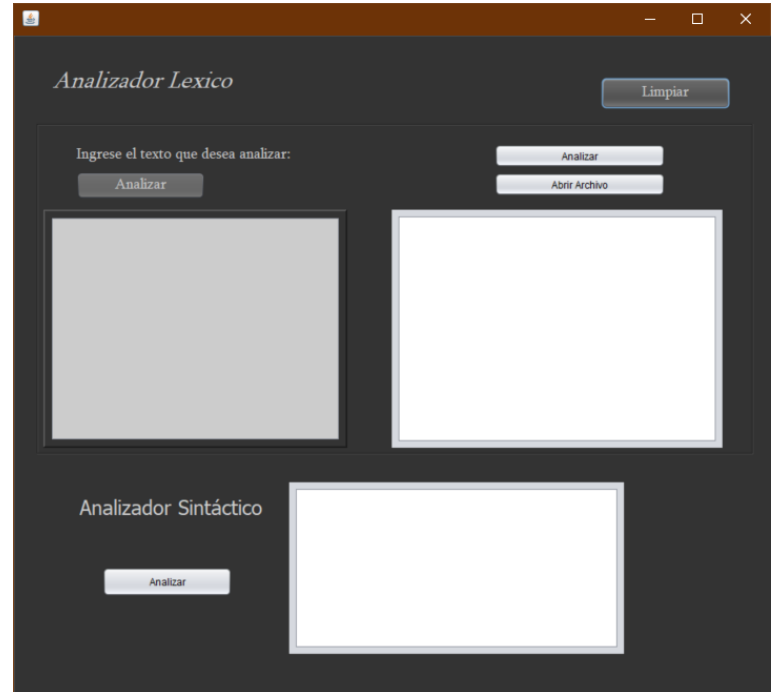 Analizador Lexico
Limpiar
Ingrese el texto que desea analizar:
Analizar
Analizar
Abrir Archivo
Analizador Sintáctico
Analizar